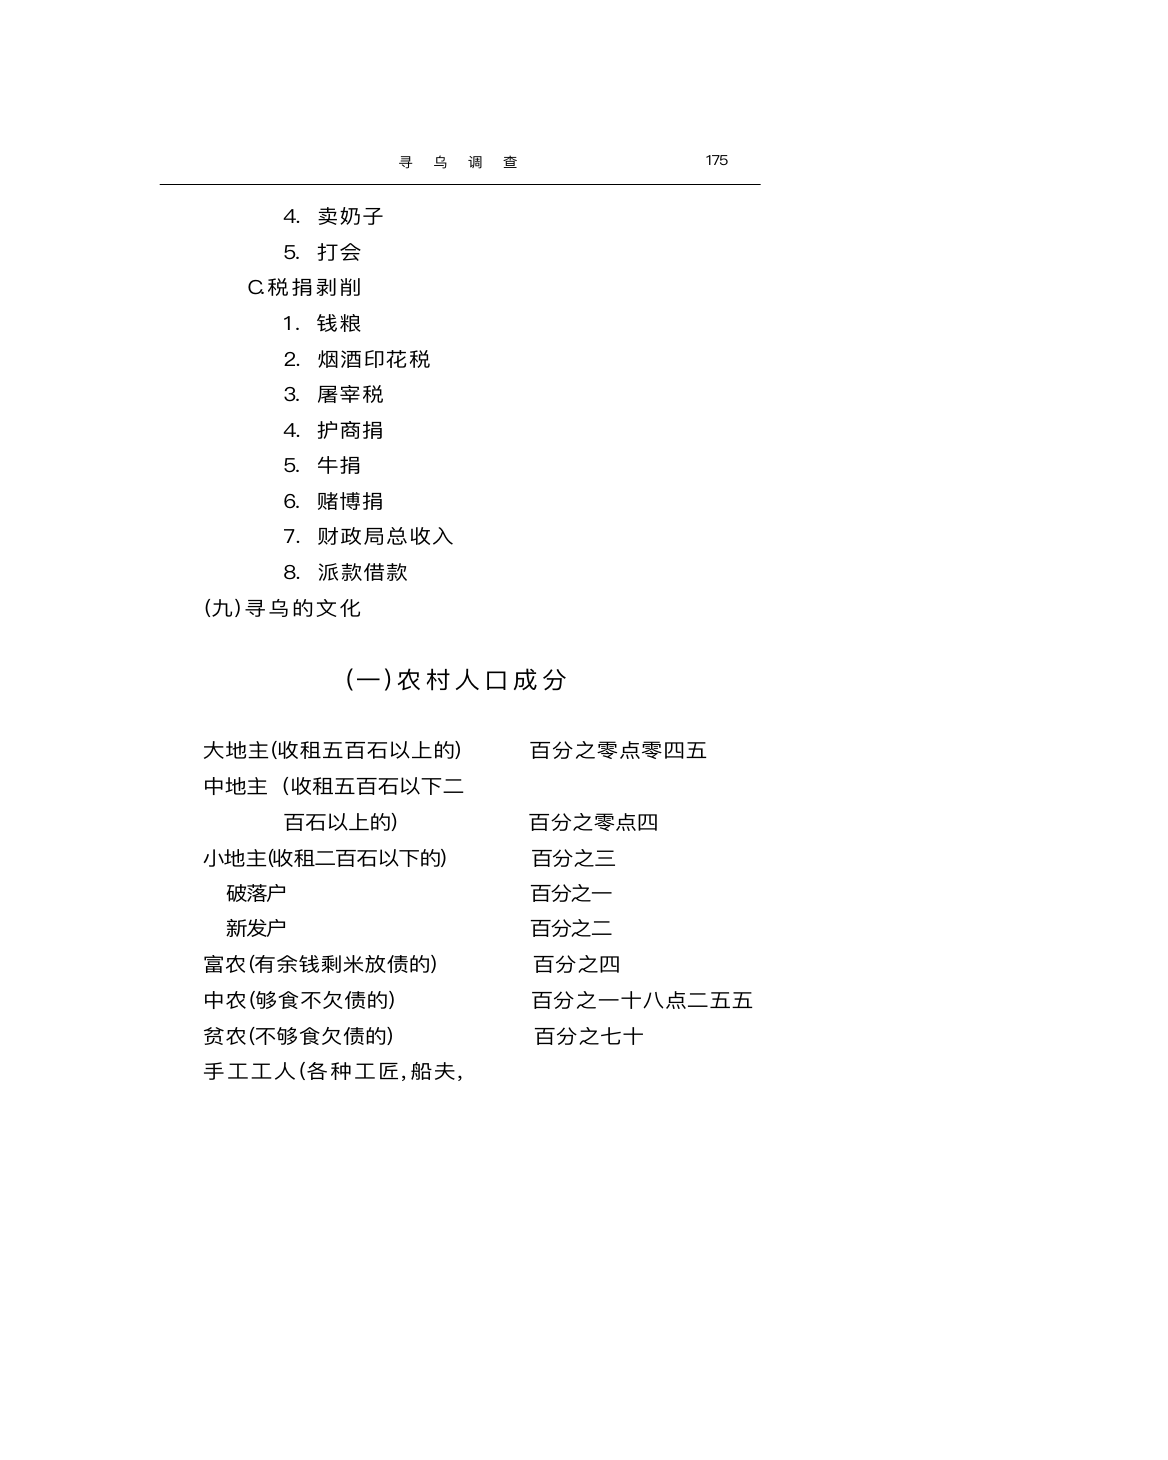 寻乌调查 175
4. 卖奶子
5. 打会
C.税捐剥削
1. 钱粮
2. 烟酒印花税
3. 屠宰税
4. 护商捐
5. 牛捐
6. 赌博捐
7. 财政局总收入
8. 派款借款
(九)寻乌的文化
(一)农村人口成分
大地主(收租五百石以上的) 百分之零点零四五
中地主 (收租五百石以下二
百石以上的) 百分之零点四
小地主(收租二百石以下的) 百分之三
破落户 百分之一
新发户 百分之二
富农(有余钱剩米放债的) 百分之四
中农(够食不欠债的) 百分之一十八点二五五
贫农(不够食欠债的) 百分之七十
手工工人(各种工匠,船夫,